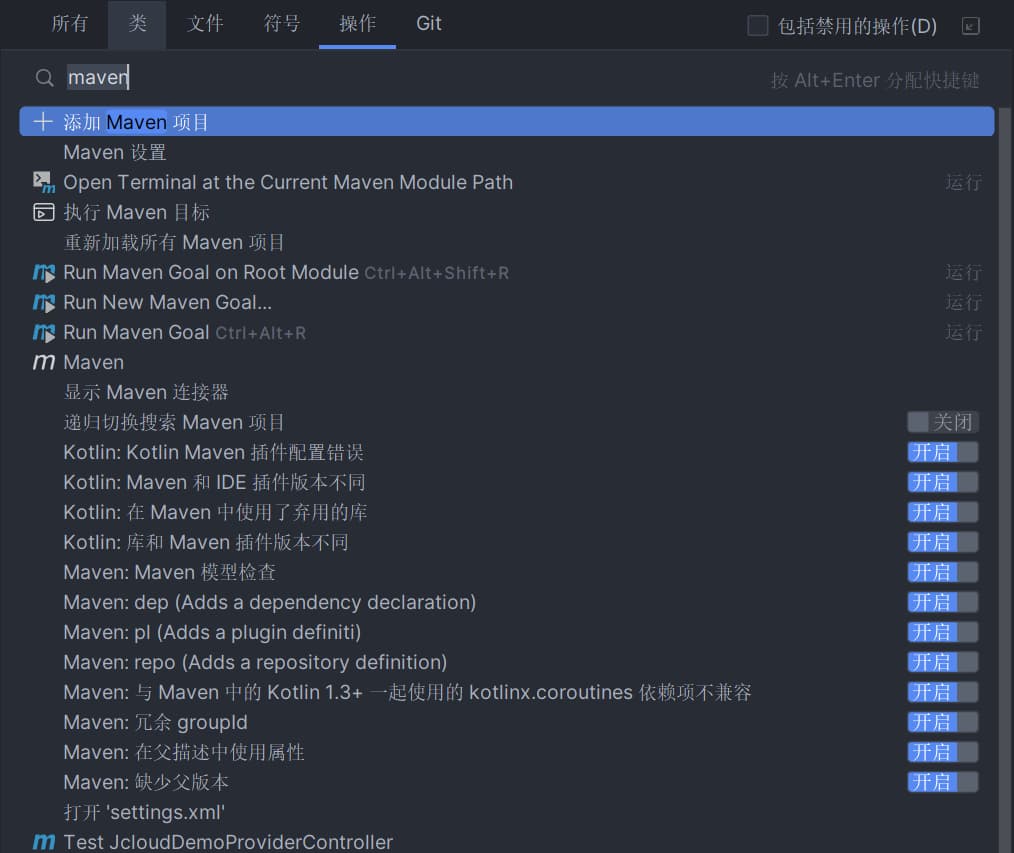 所有 类 文件 符号 操作 Git 包括禁用的操作(D)
maven 按 Alt+Enter 分配快捷键
添加 Maven 项目
Maven 设置
Open Terminal at the Current Maven Module Path 运行
执行 Maven 目标
重新加载所有 Maven 项目
Run Maven Goal on Root Module Ctrl+Alt+Shift+R 运行
Run New Maven Goal... 运行
Run Maven Goal Ctrl+Alt+R 运行
Maven
显示 Maven 连接器
递归切换搜索 Maven 项目 关闭
Kotlin: Kotlin Maven 插件配置错误 开启
Kotlin: Maven 和 IDE 插件版本不同 开启
Kotlin: 在 Maven 中使用了弃用的库 开启
Kotlin: 库和 Maven 插件版本不同 开启
Maven: Maven 模型检查 开启
Maven: dep (Adds a dependency declaration) 开启
Maven: pl (Adds a plugin definiti) 开启
Maven: repo (Adds a repository definition) 开启
Maven: 与 Maven 中的 Kotlin 1.3+ 一起使用的 kotlinx.coroutines 依赖项不兼容 开启
Maven: 冗余 groupId 开启
Maven: 在父描述中使用属性 开启
Maven: 缺少父版本 开启
打开 'settings.xml'
Test JcloudDemoProviderController